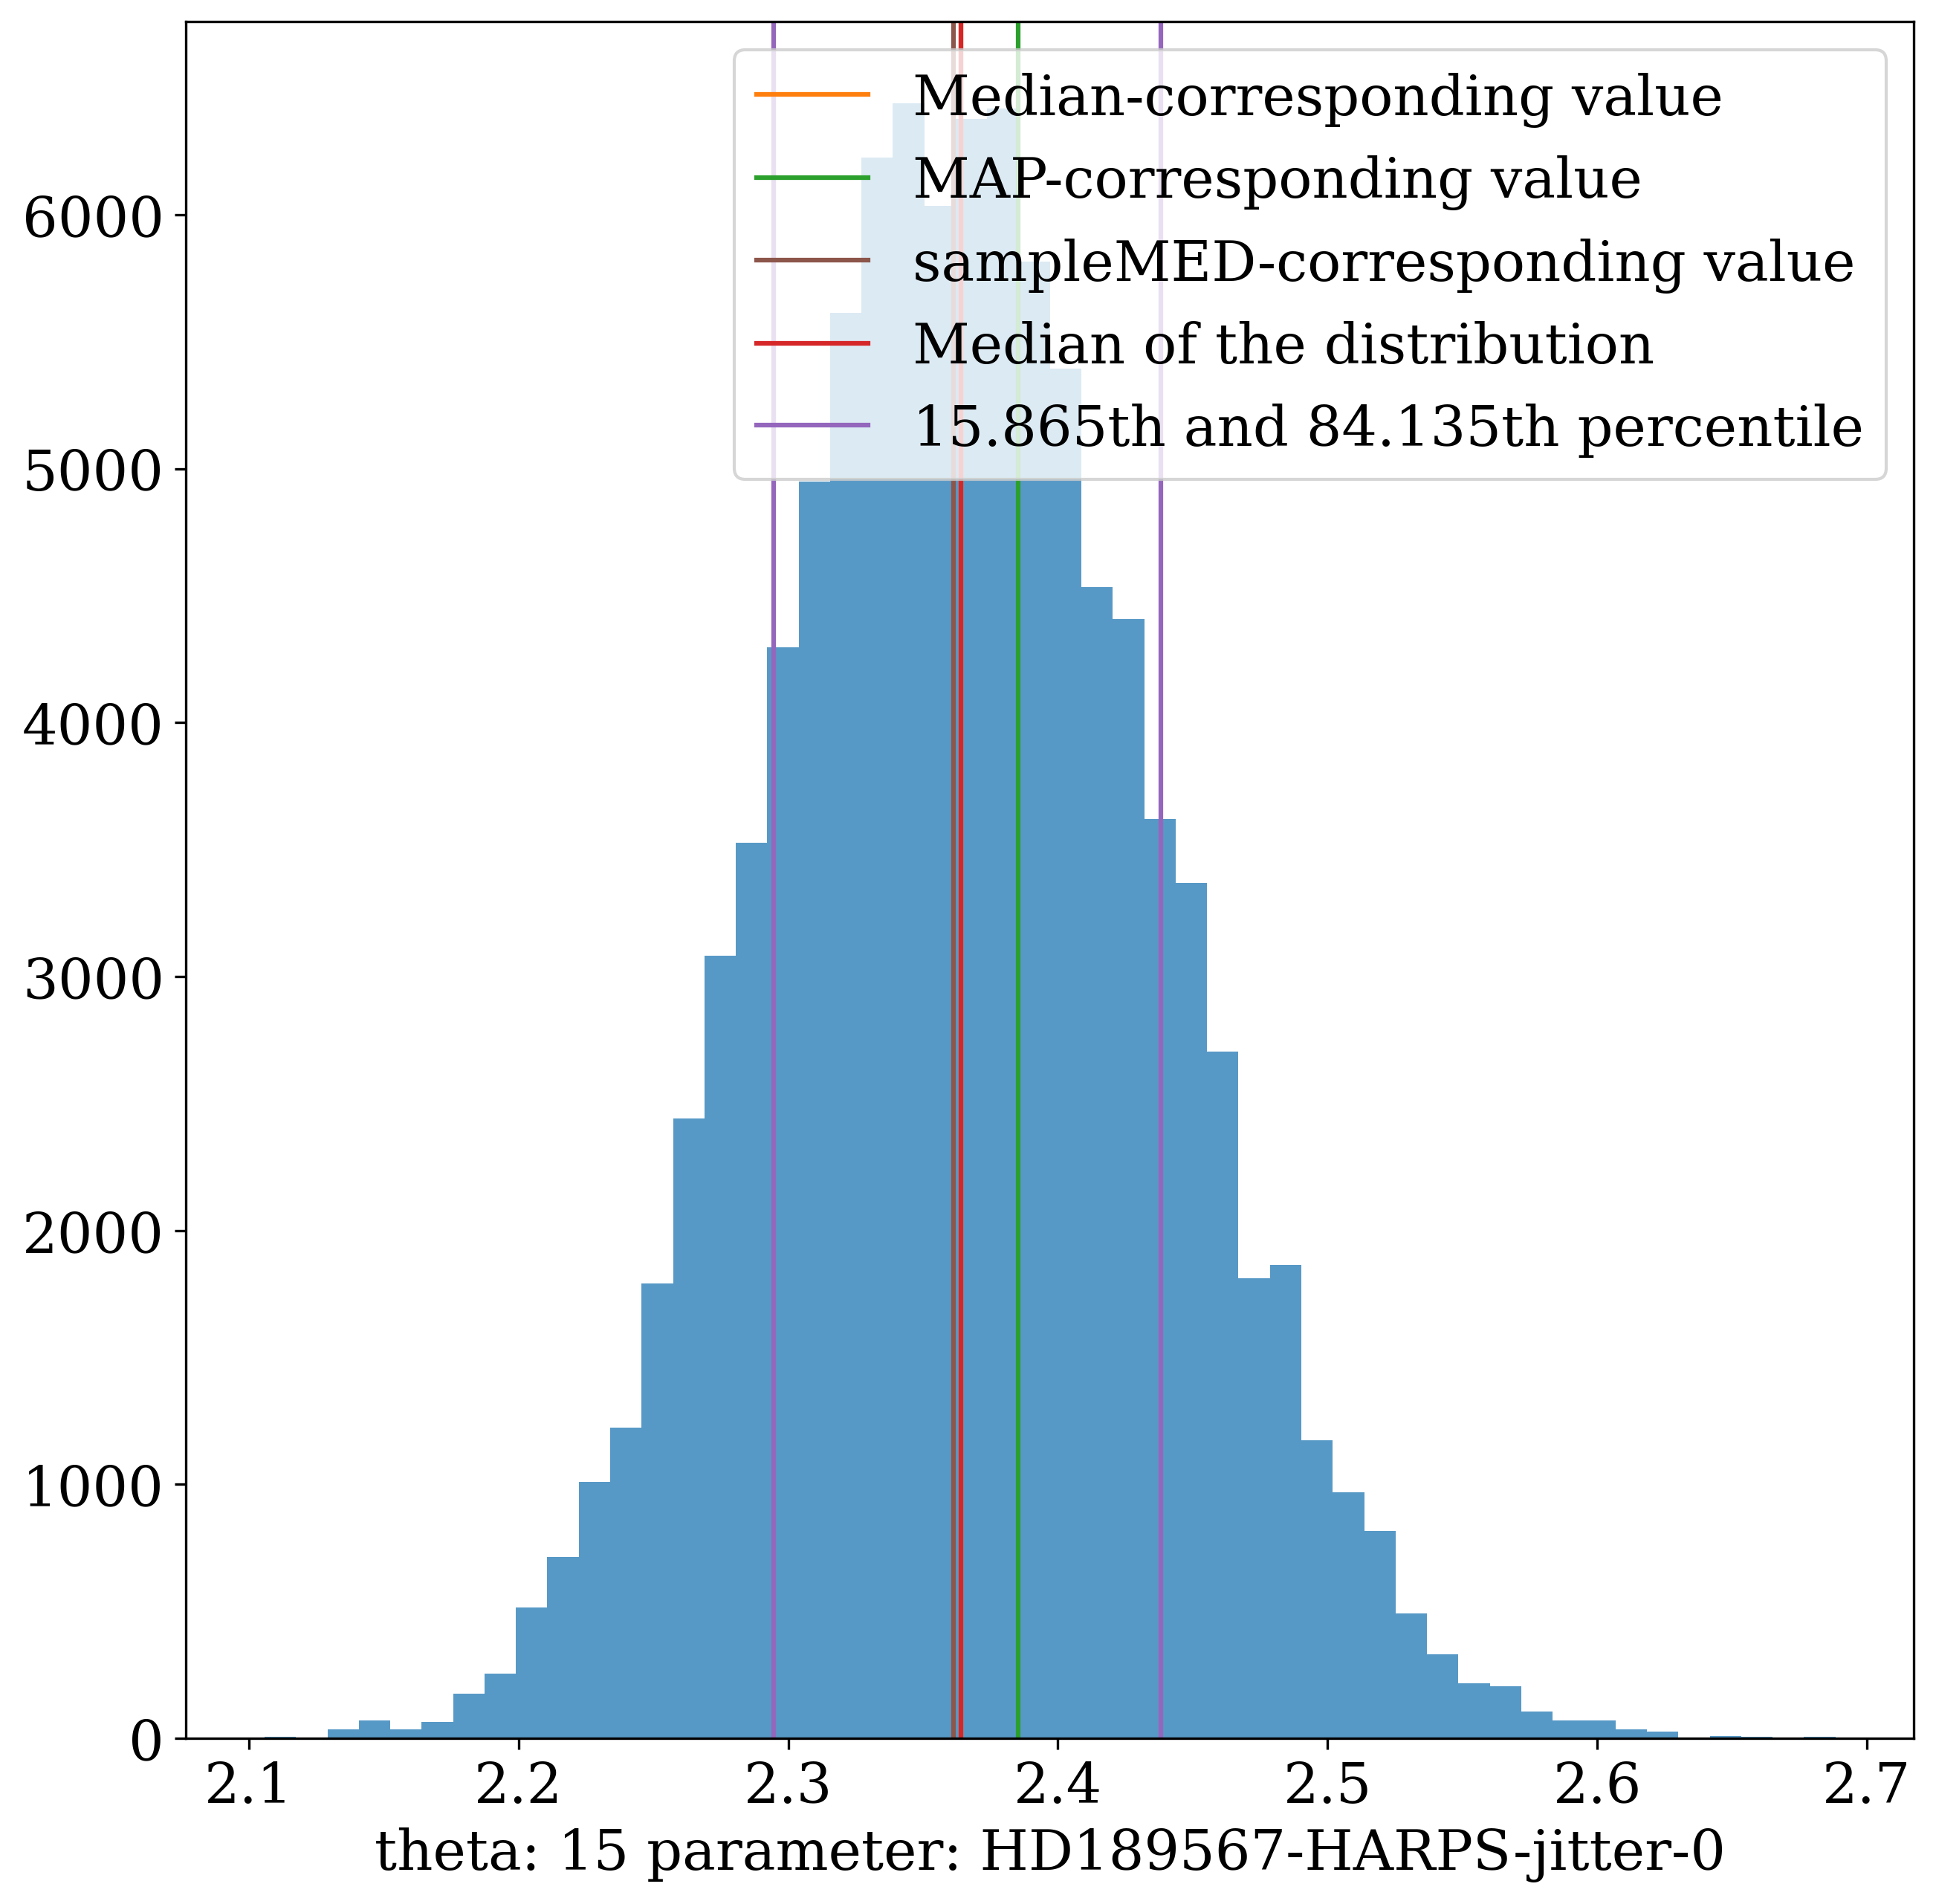 Median-corresponding value
MAP-corresponding value
sampleMED-corresponding value
Median of the distribution
15.865th and 84.135th percentile
6000
5000
4000
3000
2000
1000
0
2.1 2.2 2.3 2.4 2.5 2.6 2.7
theta: 15 parameter: HD189567-HARPS-jitter-0